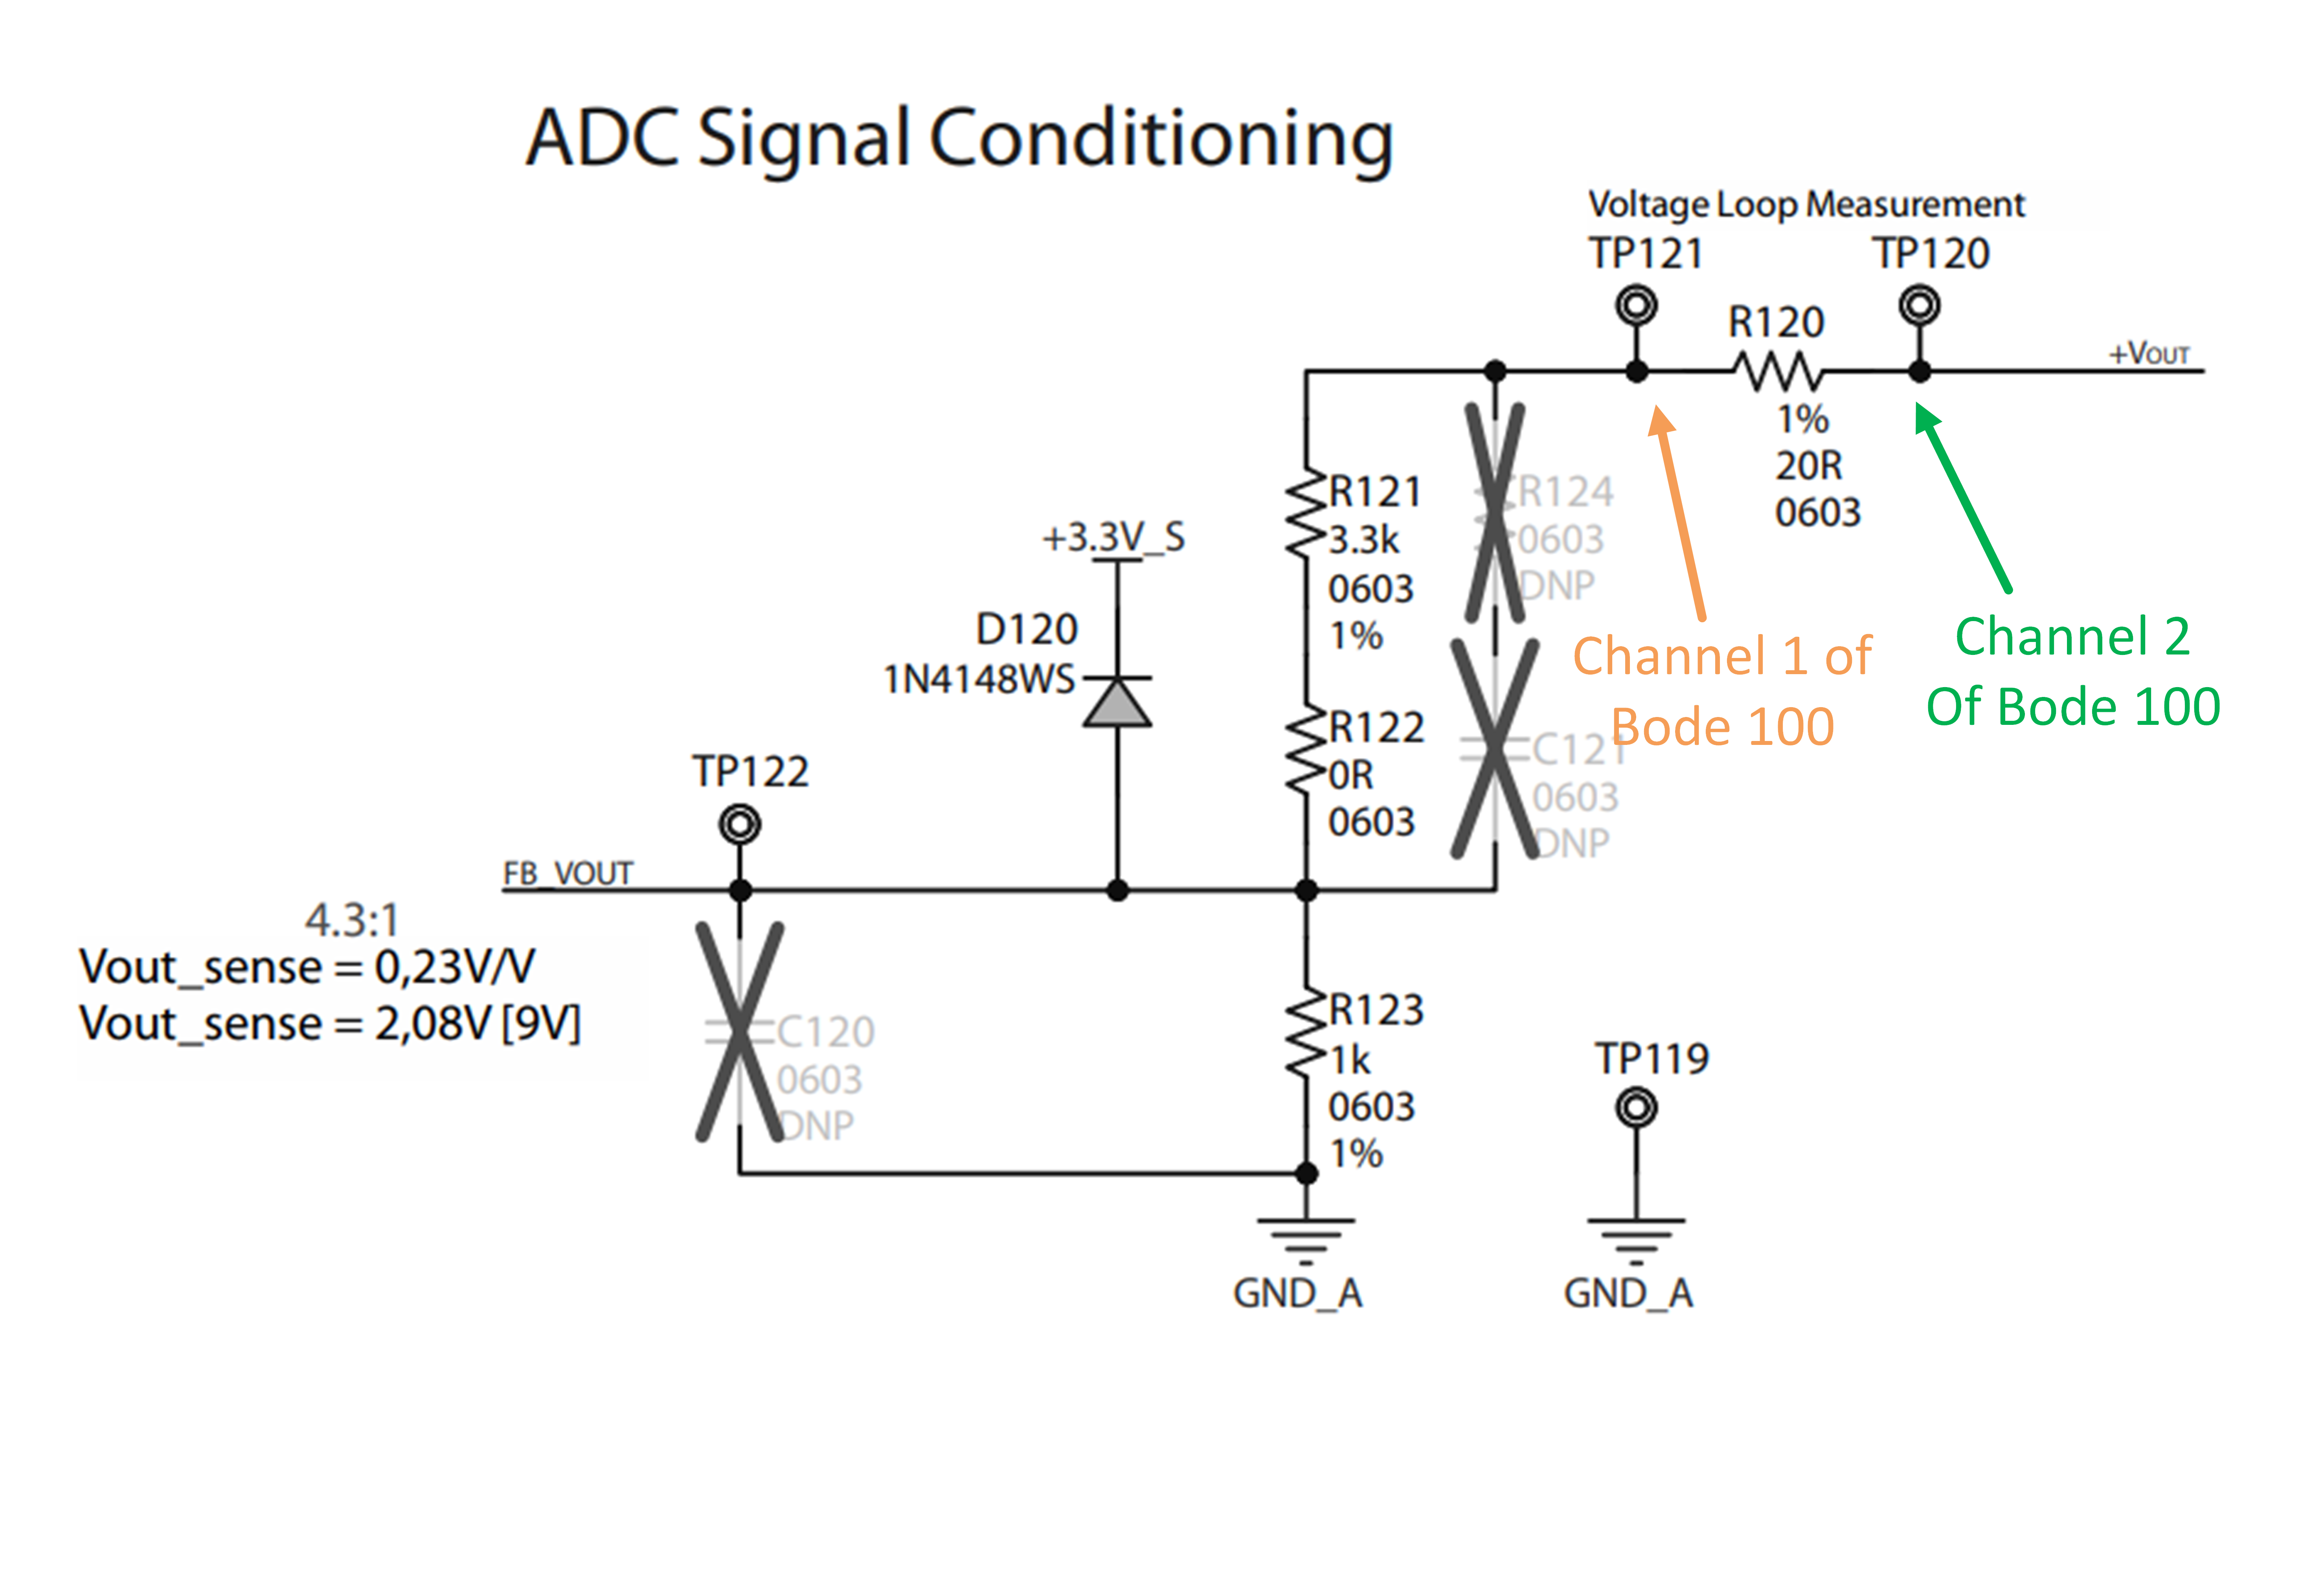 ADC Signal Conditioning
Voltage Loop Measurement
TP121
TP120
R120
+VOUT
1%
20R
0603
R121
3.3k
0603
1%
R124
0603
DNP
+3.3V_S
D120
1N4148WS
Channel 1 of
Bode 100
Channel 2
Of Bode 100
R122
0R
0603
C121
0603
DNP
TP122
FB_VOUT
4.3:1
Vout_sense = 0,23V/V
Vout_sense = 2,08V [9V]
C120
0603
DNP
R123
1k
0603
1%
TP119
GND_A
GND_A